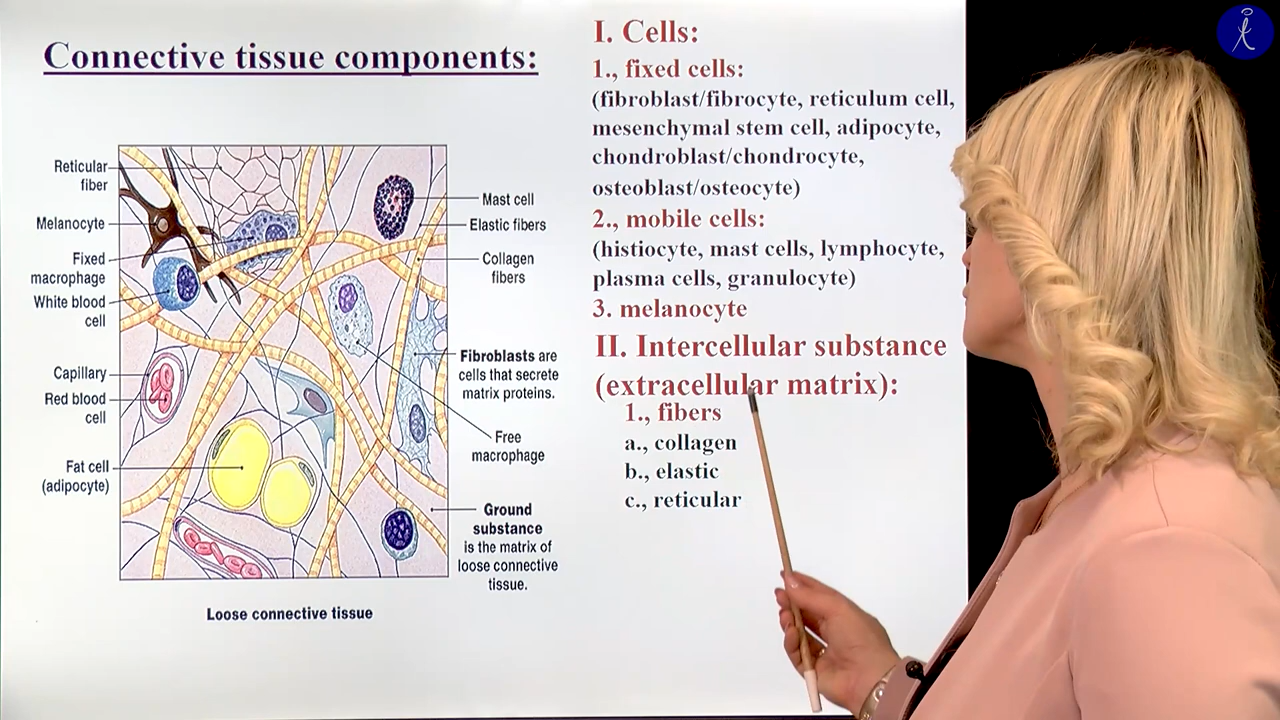 Connective tissue components:
Reticular
fiber
Melanocyte
Fixed
macrophage
White blood
cell
Capillary
Red blood
cell
Fat cell
(adipocyte)
Mast cell
Elastic fibers
Collagen
fibers
Fibroblasts are
cells that secrete
matrix proteins.
Free
macrophage
Ground
substance
is the matrix of
loose connective
tissue.
Loose connective tissue
I. Cells:
1., fixed cells:
(fibroblast/fibrocyte, reticulum cell,
mesenchymal stem cell, adipocyte,
chondroblast/chondrocyte,
osteoblast/osteocyte)
2., mobile cells:
(histiocyte, mast cells, lymphocyte,
plasma cells, granulocyte)
3. melanocyte
II. Intercellular substance
(extracellular matrix):
1., fibers
a., collagen
b., elastic
c., reticular